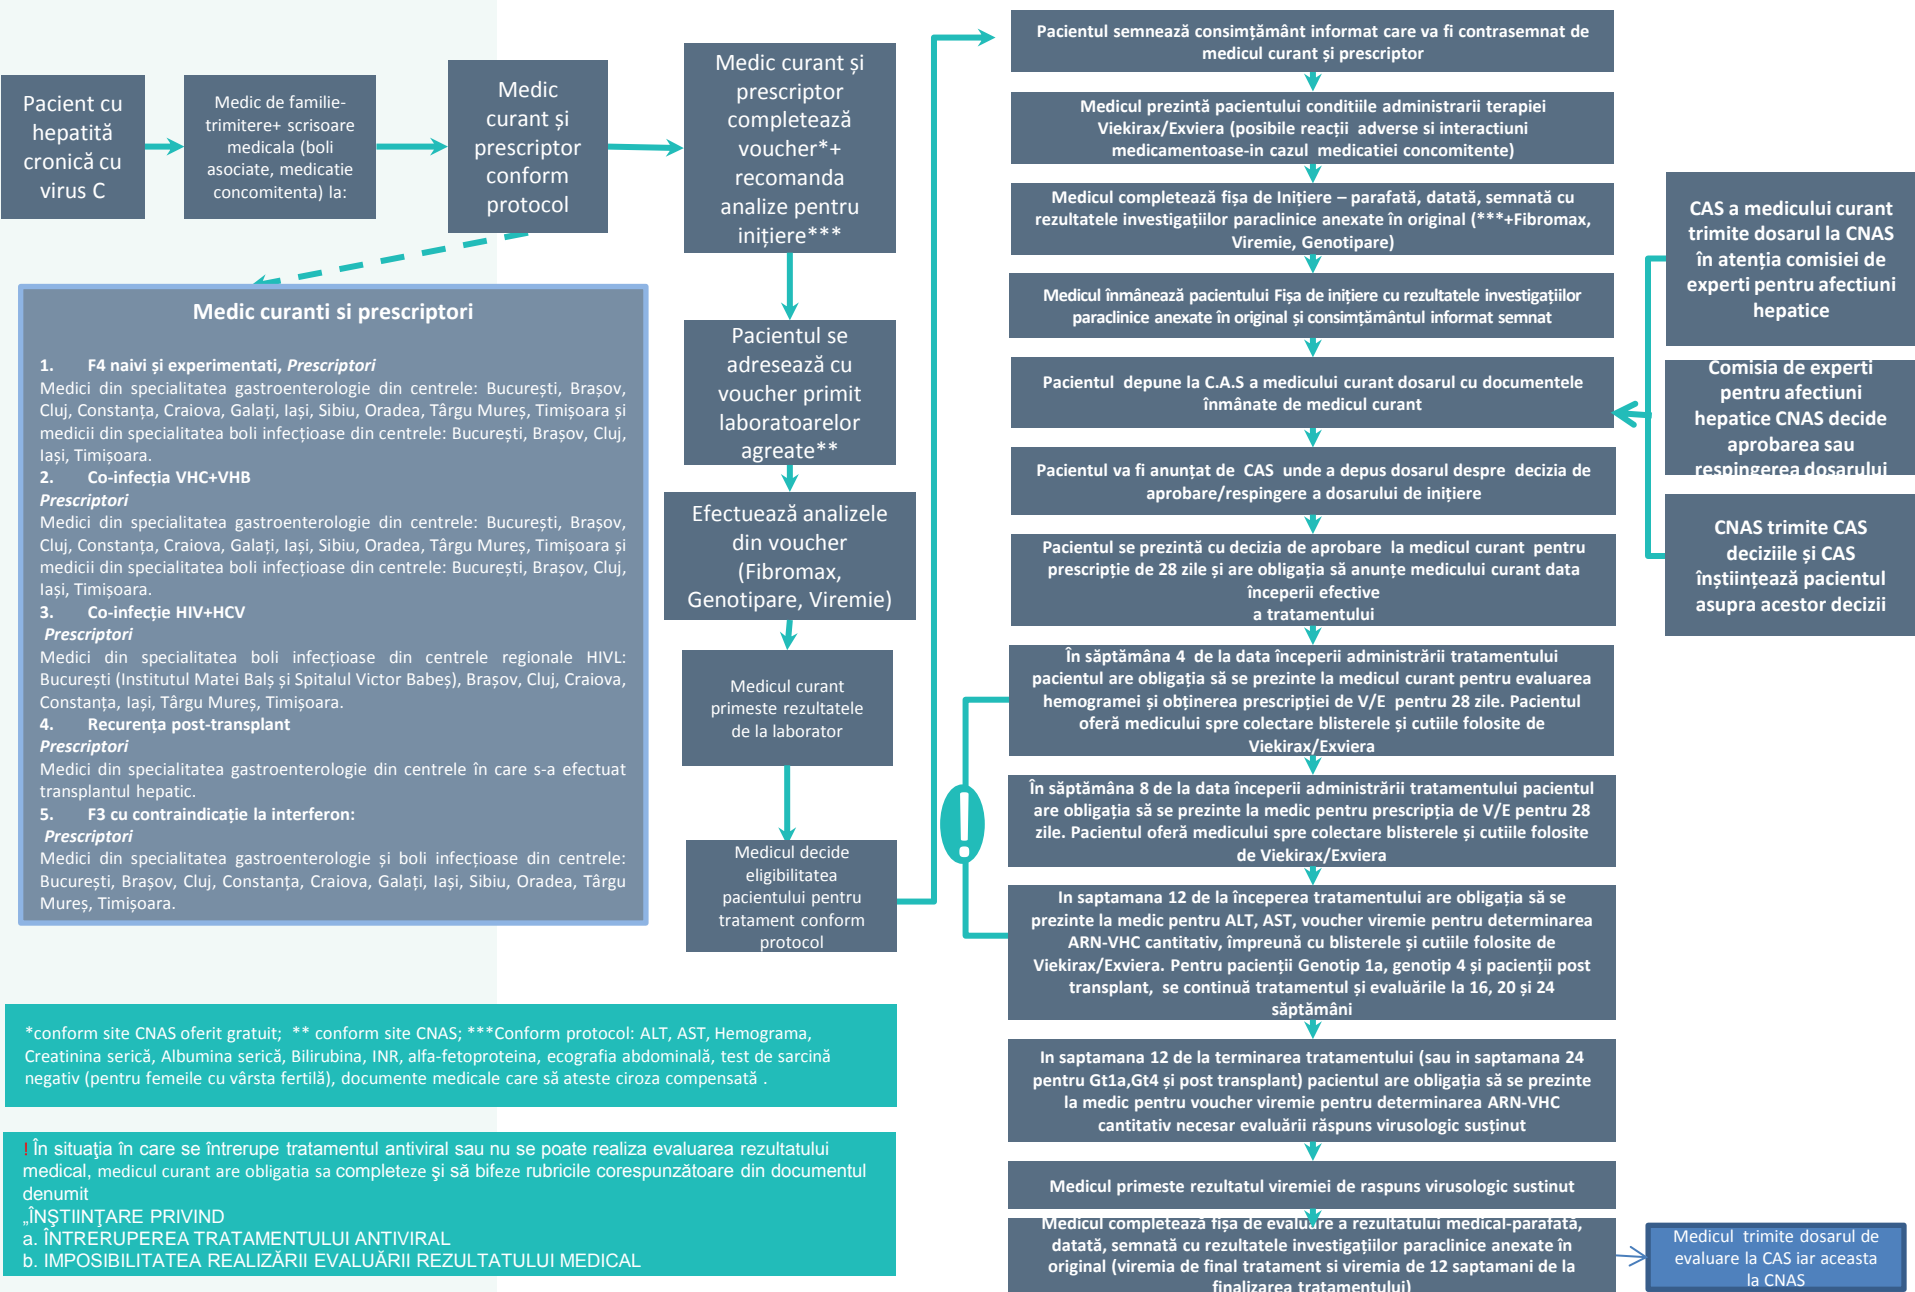 Pacient cu
hepatită
cronică cu
virus C
Medic de familie-
trimitere+ scrisoare
medicala (boli
asociate, medicatie
concomitenta) la:
Medic
curant și
prescriptor
conform
protocol
Medic curant și
prescriptor
completează
voucher*+
recomanda
analize pentru
inițiere***
Medic curanti si prescriptori
1. F4 naivi și experimentati, Prescriptori
Medici din specialitatea gastroenterologie din centrele: București, Brașov,
Cluj, Constanța, Craiova, Galați, Iași, Sibiu, Oradea, Târgu Mureș, Timișoara și
medicii din specialitatea boli infecțioase din centrele: București, Brașov, Cluj,
Iași, Timișoara.
2. Co-infecția VHC+VHB
Prescriptori
Medici din specialitatea gastroenterologie din centrele: București, Brașov,
Cluj, Constanța, Craiova, Galați, Iași, Sibiu, Oradea, Târgu Mureș, Timișoara și
medicii din specialitatea boli infecțioase din centrele: București, Brașov, Cluj,
Iași, Timișoara.
3. Co-infecție HIV+HCV
Prescriptori
Medici din specialitatea boli infecțioase din centrele regionale HIVL:
București (Institutul Matei Balș și Spitalul Victor Babeș), Brașov, Cluj, Craiova,
Constanța, Iași, Târgu Mureș, Timișoara.
4. Recurența post-transplant
Prescriptori
Medici din specialitatea gastroenterologie din centrele în care s-a efectuat
transplantul hepatic.
5. F3 cu contraindicație la interferon:
Prescriptori
Medici din specialitatea gastroenterologie și boli infecțioase din centrele:
București, Brașov, Cluj, Constanța, Craiova, Galați, Iași, Sibiu, Oradea, Târgu
Mureș, Timișoara.
Pacientul se
adresează cu
voucher primit
laboratoarelor
agreate**
Efectuează analizele
din voucher
(Fibromax,
Genotipare, Viremie)
Medicul curant
primeste rezultatele
de la laborator
Medicul decide
eligibilitatea
pacientului pentru
tratament conform
protocol
Pacientul semnează consimțământ informat care va fi contrasemnat de
medicul curant și prescriptor
Medicul prezintă pacientului conditiile administrarii terapiei
Viekirax/Exviera (posibile reacții adverse si interactiuni
medicamentoase-in cazul medicatiei concomitente)
Medicul completează fișa de Inițiere – parafată, datată, semnată cu
rezultatele investigațiilor paraclinice anexate în original (***+Fibromax,
Viremie, Genotipare)
Medicul înmânează pacientului Fișa de inițiere cu rezultatele investigațiilor
paraclinice anexate în original și consimțământul informat semnat
Pacientul depune la C.A.S a medicului curant dosarul cu documentele
înmânate de medicul curant
Pacientul va fi anunțat de CAS unde a depus dosarul despre decizia de
aprobare/respingere a dosarului de inițiere
Pacientul se prezintă cu decizia de aprobare la medicul curant pentru
prescripție de 28 zile și are obligația să anunțe medicului curant data
începerii efective
a tratamentului
În săptămâna 4 de la data începerii administrării tratamentului
pacientul are obligația să se prezinte la medicul curant pentru evaluarea
hemogramei și obținerea prescripției de V/E pentru 28 zile. Pacientul
oferă medicului spre colectare blisterele și cutiile folosite de
Viekirax/Exviera
În săptămâna 8 de la data începerii administrării tratamentului pacientul
are obligația să se prezinte la medic pentru prescripția de V/E pentru 28
zile. Pacientul oferă medicului spre colectare blisterele și cutiile folosite
de Viekirax/Exviera
!
In saptamana 12 de la începerea tratamentului are obligația să se
prezinte la medic pentru ALT, AST, voucher viremie pentru determinarea
ARN-VHC cantitativ, împreună cu blisterele și cutiile folosite de
Viekirax/Exviera. Pentru pacienții Genotip 1a, genotip 4 și pacienții post
transplant, se continuă tratamentul și evaluările la 16, 20 și 24
săptămâni
In saptamana 12 de la terminarea tratamentului (sau in saptamana 24
pentru Gt1a,Gt4 și post transplant) pacientul are obligația să se prezinte
la medic pentru voucher viremie pentru determinarea ARN-VHC
cantitativ necesar evaluării răspuns virusologic susținut
Medicul primeste rezultatul viremiei de raspuns virusologic sustinut
Medicul completează fișa de evaluare a rezultatului medical-parafată,
datată, semnată cu rezultatele investigațiilor paraclinice anexate în
original (viremia de final tratament si viremia de 12 saptamani de la
finalizarea tratamentului)
CAS a medicului curant
trimite dosarul la CNAS
în atenția comisiei de
experti pentru afectiuni
hepatice
Comisia de experti
pentru afectiuni
hepatice CNAS decide
aprobarea sau
respingerea dosarului
CNAS trimite CAS
deciziile și CAS
înștiințează pacientul
asupra acestor decizii
Medicul trimite dosarul de
evaluare la CAS iar aceasta
la CNAS
*conform site CNAS oferit gratuit; ** conform site CNAS; ***Conform protocol: ALT, AST, Hemograma,
Creatinina serică, Albumina serică, Bilirubina, INR, alfa-fetoproteina, ecografia abdominală, test de sarcină
negativ (pentru femeile cu vârsta fertilă), documente medicale care să ateste ciroza compensată .
! În situaţia în care se întrerupe tratamentul antiviral sau nu se poate realiza evaluarea rezultatului
medical, medicul curant are obligatia sa completeze şi să bifeze rubricile corespunzătoare din documentul
denumit
„ÎNŞTIINŢARE PRIVIND
a. ÎNTRERUPEREA TRATAMENTULUI ANTIVIRAL
b. IMPOSIBILITATEA REALIZĂRII EVALUĂRII REZULTATULUI MEDICAL